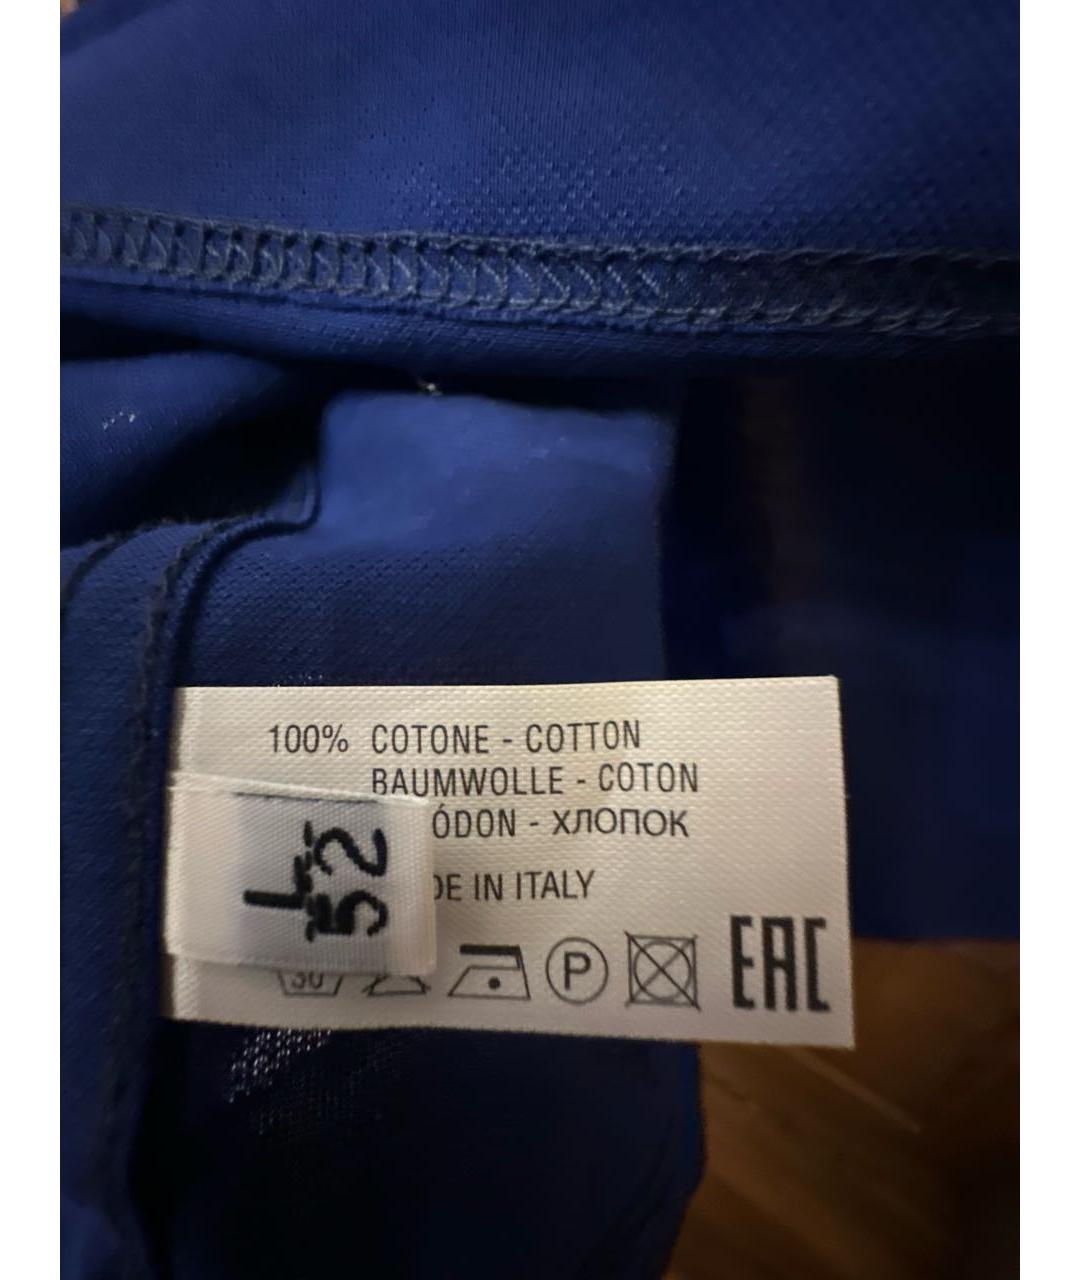 100% COTONE - COTTON
BAUMWOLLE - COTON
ÓDON - ХЛОПОК
DE IN ITALY
L
52
30
P
EAC